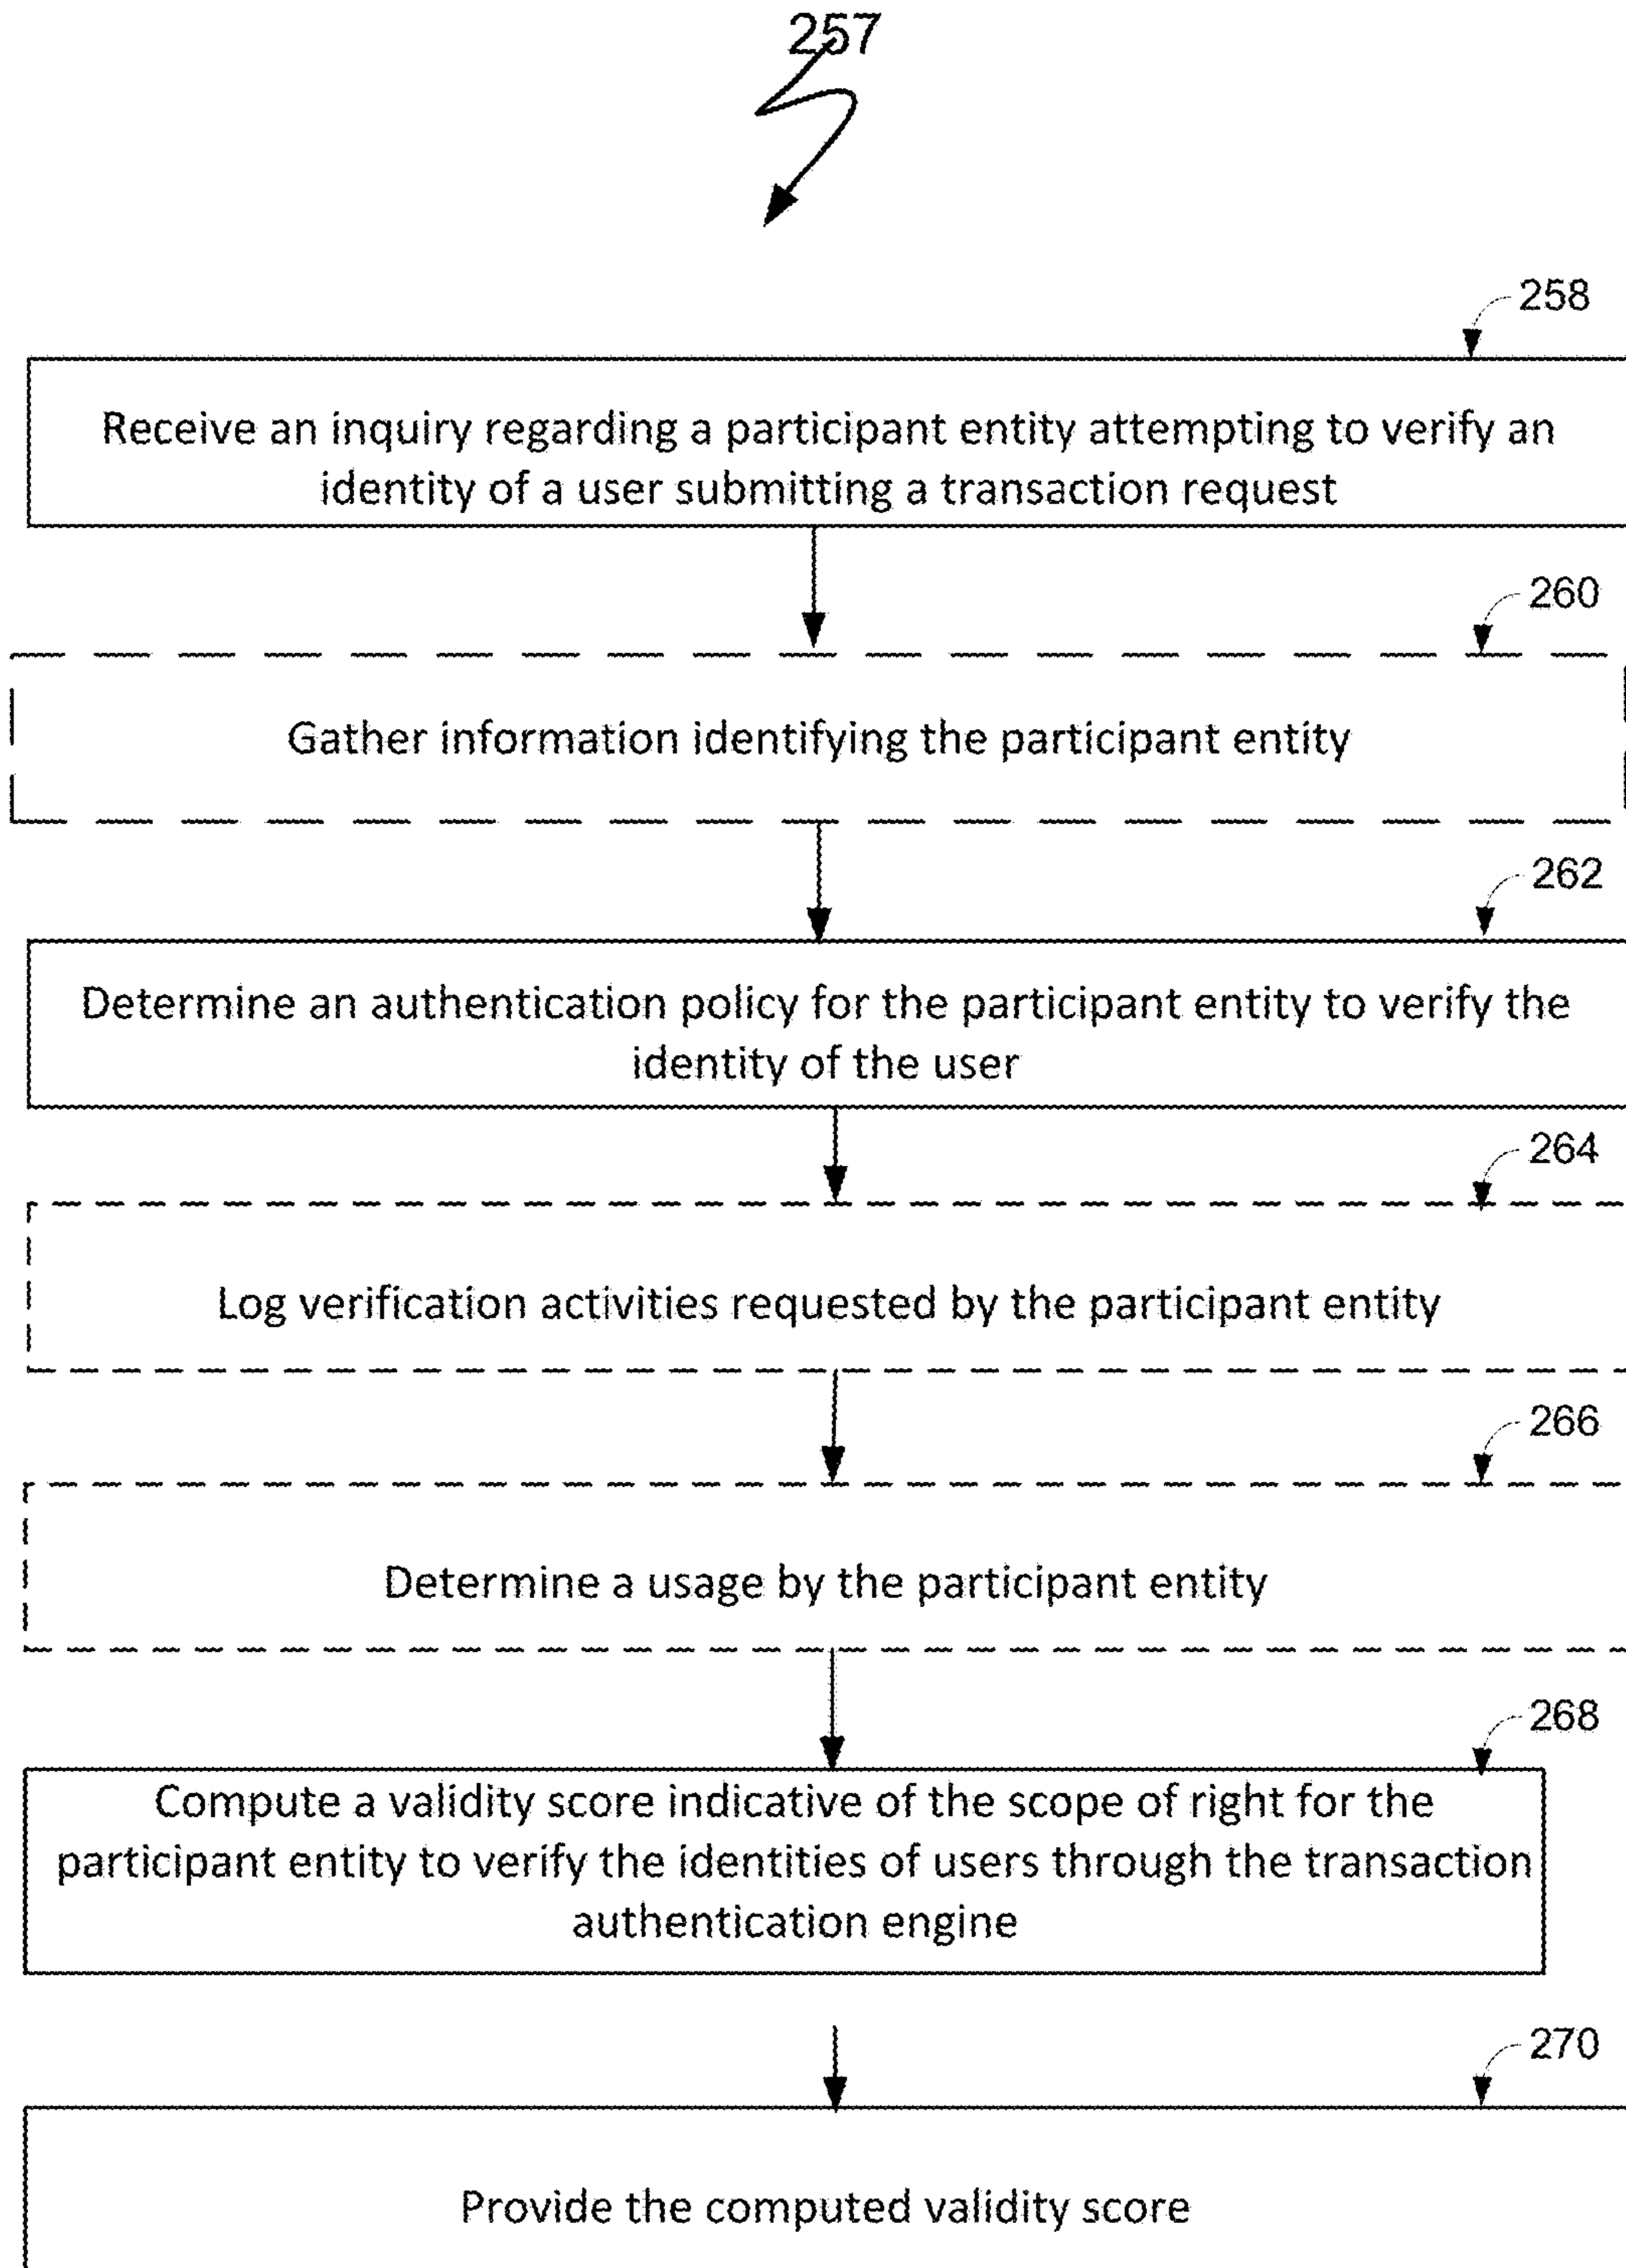 257
258
Receive an inquiry regarding a participant entity attempting to verify an
identity of a user submitting a transaction request
260
Gather information identifying the participant entity
262
Determine an authentication policy for the participant entity to verify the
identity of the user
264
Log verification activities requested by the participant entity
266
Determine a usage by the participant entity
268
Compute a validity score indicative of the scope of right for the
participant entity to verify the identities of users through the transaction
authentication engine
270
Provide the computed validity score